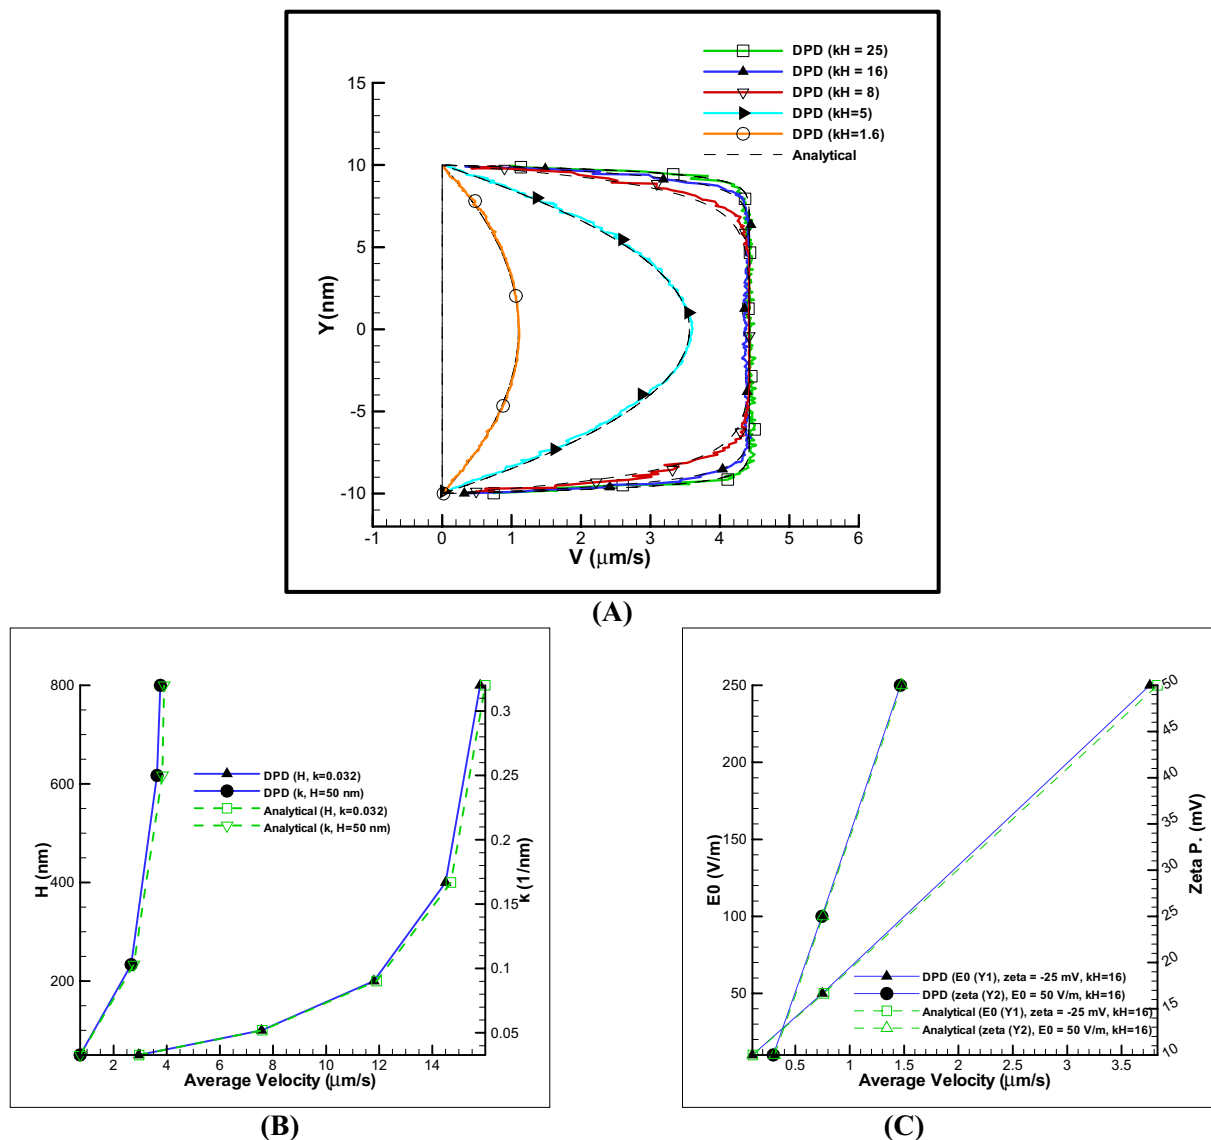 DPD (kH = 25)
DPD (kH = 16)
DPD (kH = 8)
DPD (kH=5)
DPD (kH=1.6)
Analytical
15
10
5
0
-5
-10
Y(nm)
-1 0 1 2 3 4 5 6
V (μm/s)
(A)
800
600
400
200
H (nm)
DPD (H, k=0.032)
DPD (k, H=50 nm)
Analytical (H, k=0.032)
Analytical (k, H=50 nm)
0.3
0.25
0.2
0.15
0.1
0.05
κ (1/nm)
2 4 6 8 10 12 14
Average Velocity (μm/s)
(B)
250
200
150
100
50
E0 (V/m)
50
45
40
35
30
25
20
15
10
Zeta P. (mV)
DPD (E0 (Y1), zeta = -25 mV, kH=16)
DPD (zeta (Y2), E0 = 50 V/m, kH=16)
Analytical (E0 (Y1), zeta = -25 mV, kH=16)
Analytical (zeta (Y2), E0 = 50 V/m, kH=16)
0.5 1 1.5 2 2.5 3 3.5
Average Velocity (μm/s)
(C)